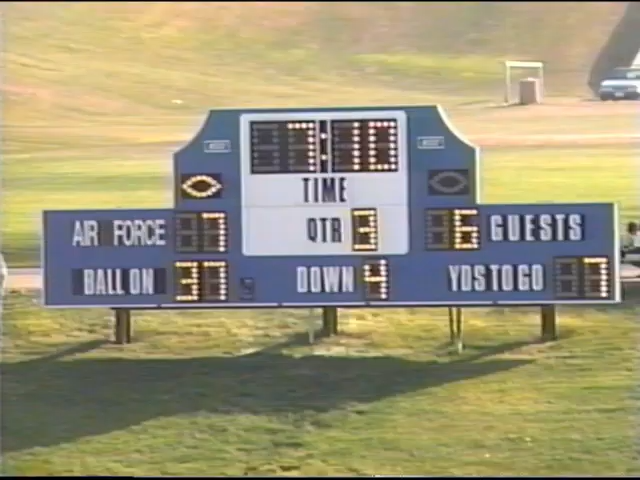 7:10
TIME
AIR FORCE 7 QTR 3 6 GUESTS
BALL ON 37 DOWN 4 YDS TO GO 7